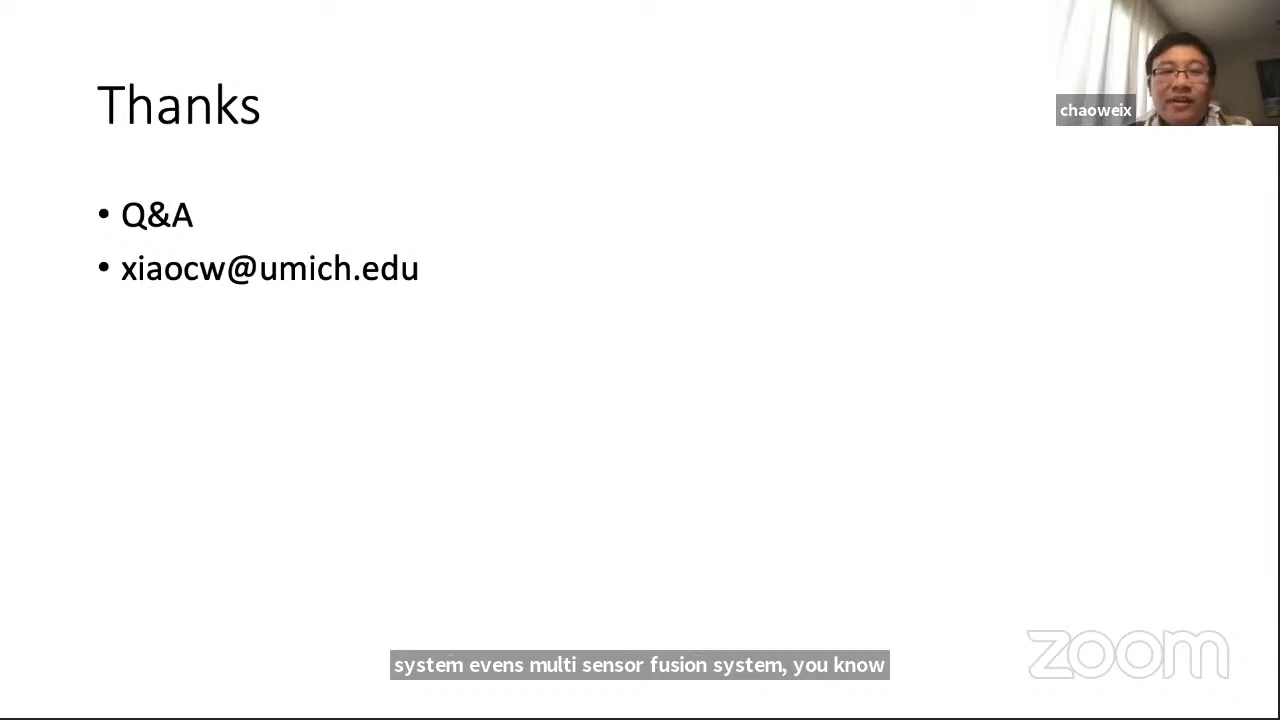 Thanks
chaoweix
• Q&A
• xiaocw@umich.edu
system evens multi sensor fusion system, you know
zoom